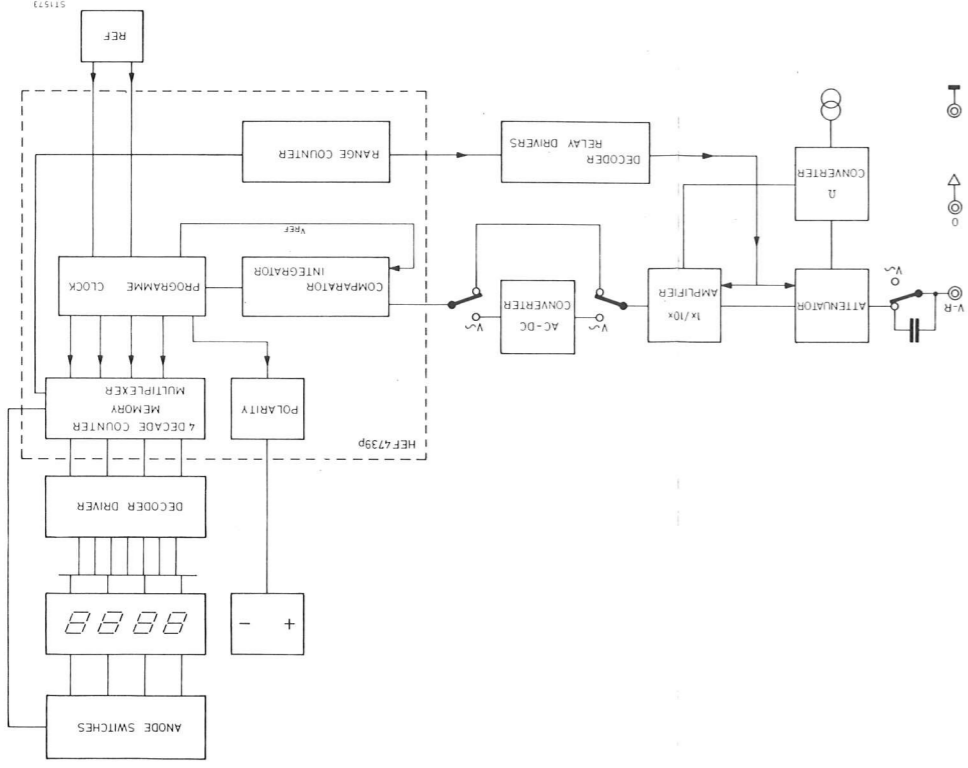 ANODE SWITCHES
+ -
8888
DECODER DRIVER
HEF4739p
POLARITY
4 DECADE COUNTER
MEMORY
MULTIPLEXER
V-R
V~
ATTENUATOR
1x/10x
AMPLIFIER
V~
AC-DC
CONVERTER
V~
COMPARATOR
INTEGRATOR
PROGRAMME CLOCK
VREF
0
Ω
CONVERTER
DECODER
RELAY DRIVERS
RANGE COUNTER
REF
ST1573